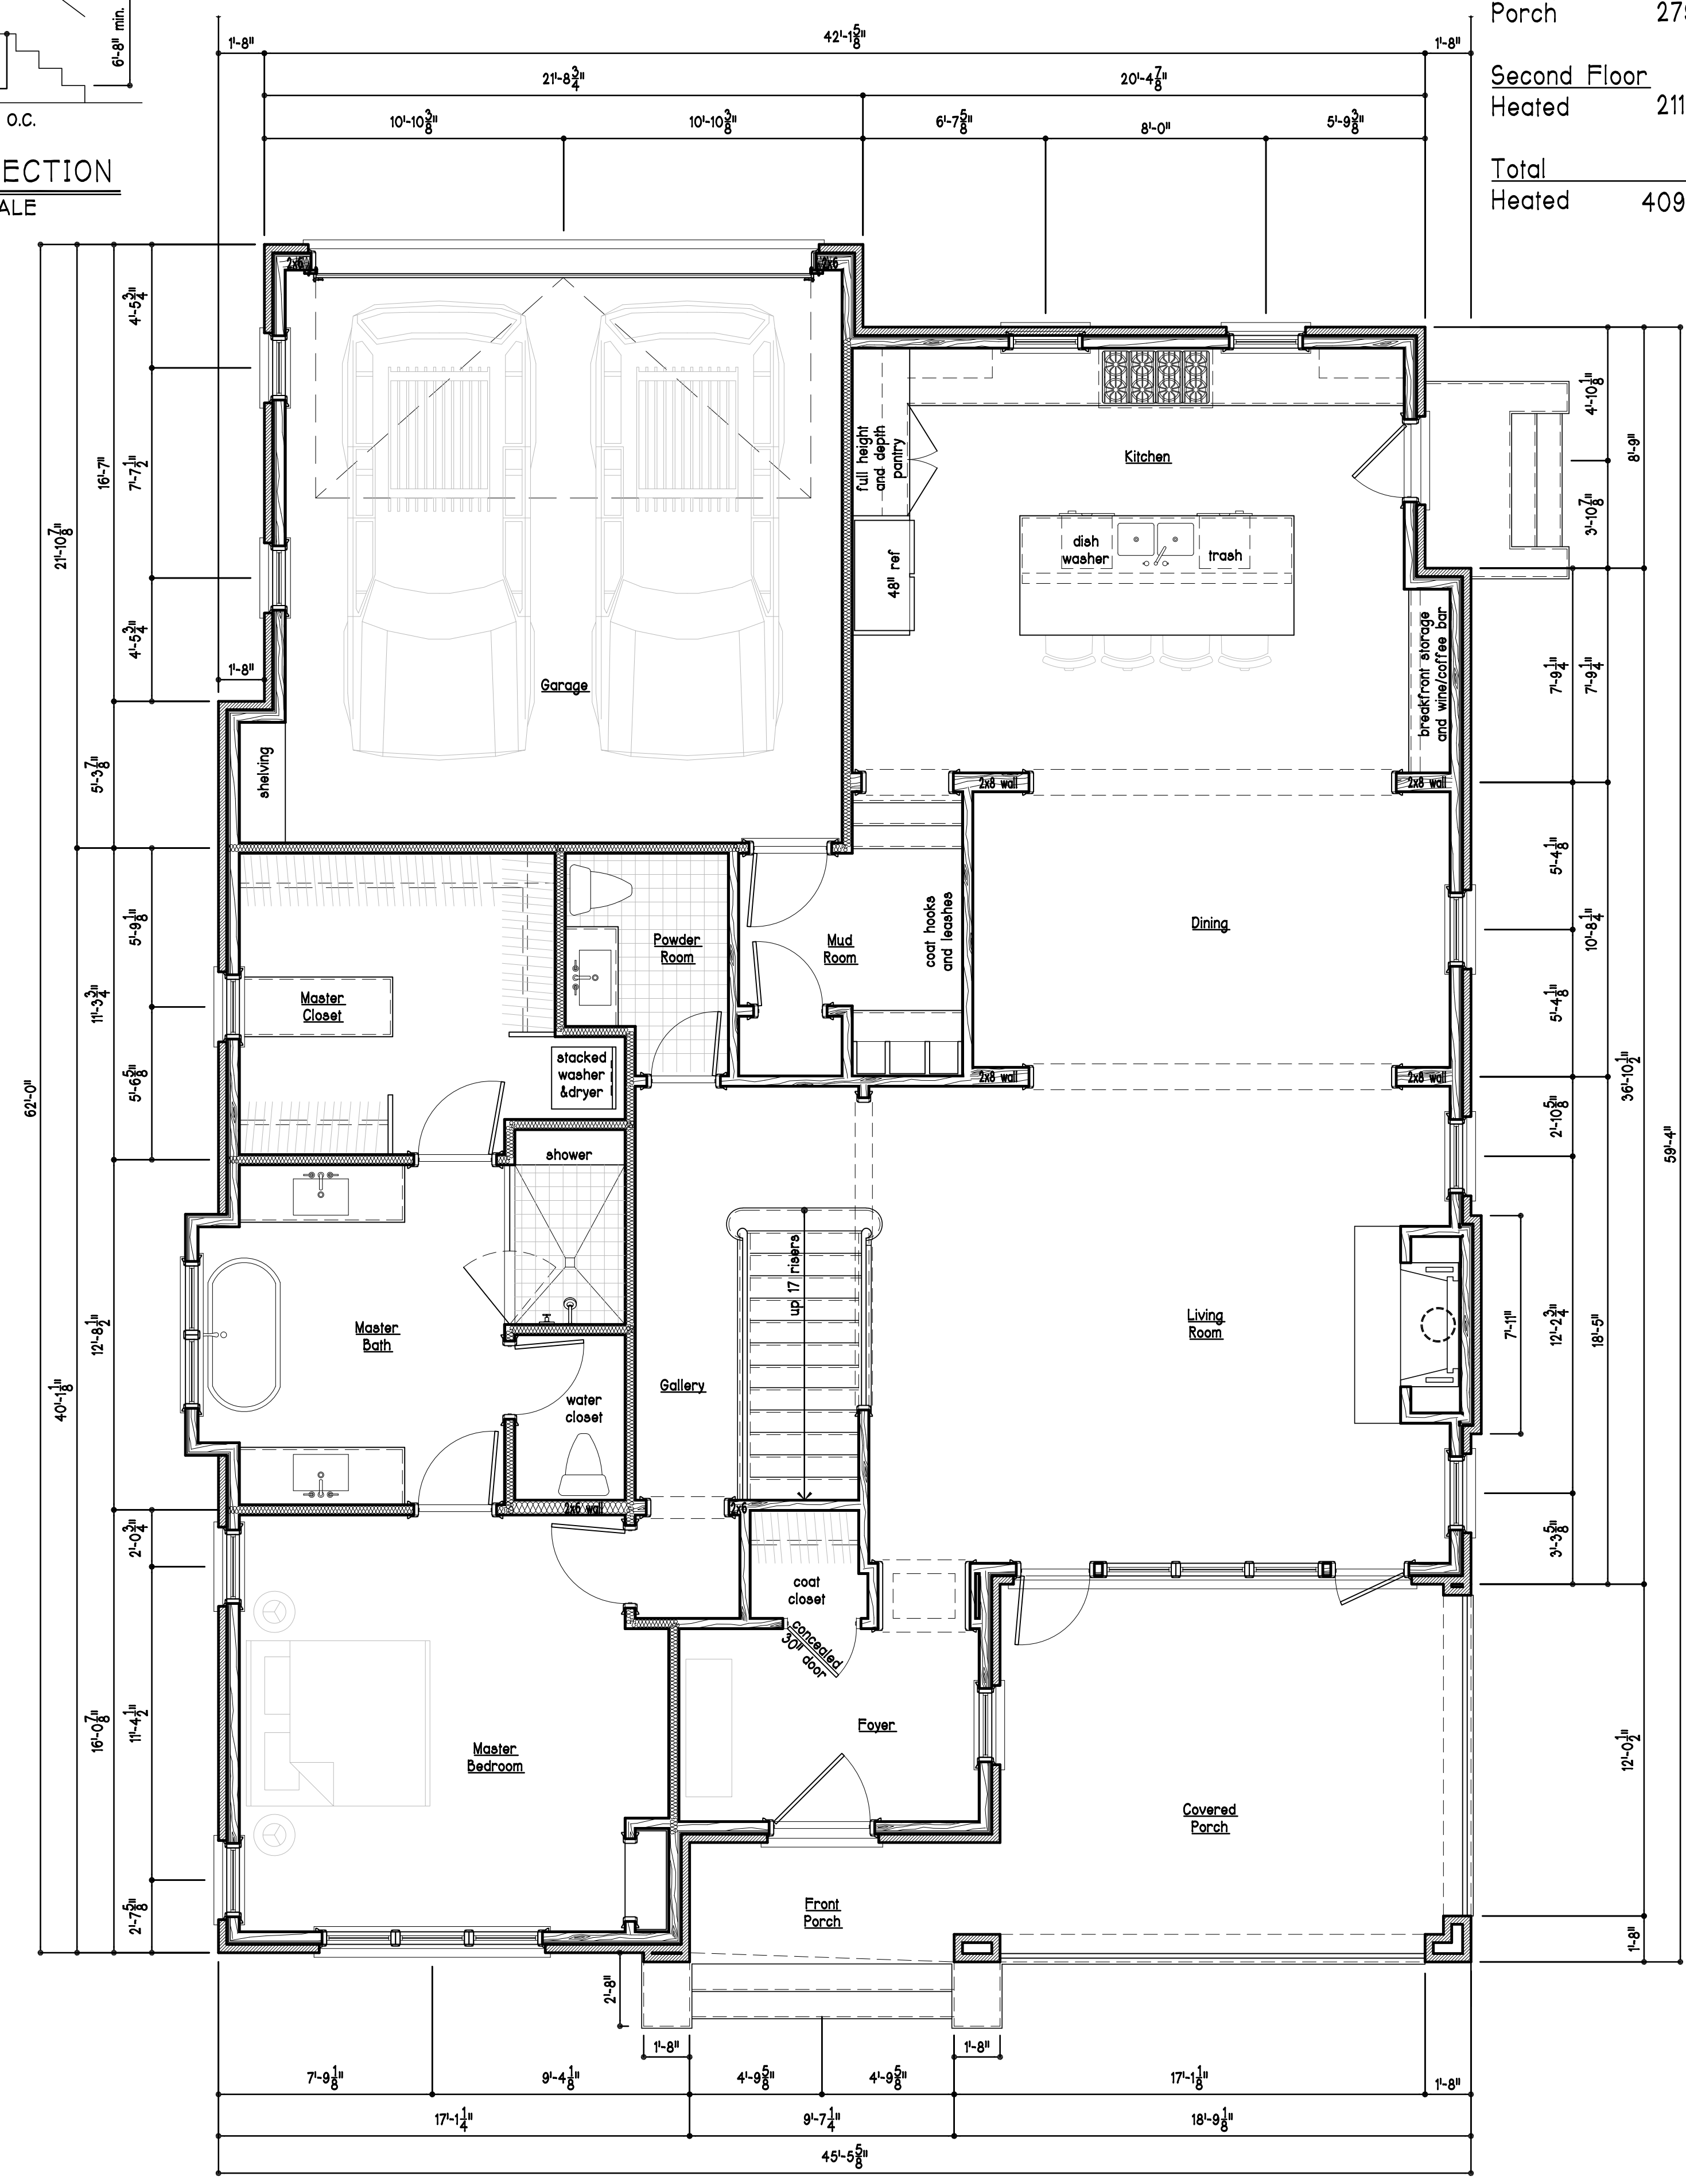 6'-8" min.
O.C.
ECTION
ALE
Porch 279
Second Floor
Heated 211
Total
Heated 409
1'-8"
42'-1 5/8"
1'-8"
21'-8 3/4"
20'-4 7/8"
10'-10 3/8"
10'-10 3/8"
6'-7 5/8"
8'-0"
5'-9 3/8"
62'-0"
21'-10 7/8"
40'-1 1/8"
16'-7"
5'-3 7/8"
11'-3 3/4"
12'-8 1/2"
16'-0 7/8"
4'-5 3/4"
7'-7 1/2"
4'-5 3/4"
1'-8"
5'-9 1/8"
5'-6 5/8"
2'-0 3/4"
11'-4 1/2"
2'-7 5/8"
2x6
2x6
Garage
shelving
full height
and depth
pantry
48" ref
Kitchen
dish
washer
trash
breakfront storage
and wine/coffee bar
2x8 wall
2x8 wall
Master
Closet
Powder
Room
Mud
Room
coat hooks
and leashes
Dining
stacked
washer
&dryer
2x8 wall
2x8 wall
shower
up 17 risers
Master
Bath
Gallery
Living
Room
water
closet
2x6 wall
2x6
coat
closet
concealed
30" door
Foyer
Master
Bedroom
Covered
Porch
Front
Porch
4'-10 1/8"
3'-10 7/8"
8'-9"
7'-9 1/4"
7'-9 1/4"
5'-4 1/8"
10'-8 1/4"
5'-4 1/8"
36'-10 1/2"
2'-10 5/8"
59'-4"
7'-11"
12'-2 3/4"
18'-5"
3'-3 5/8"
12'-0 1/2"
1'-8"
2'-8"
1'-8"
1'-8"
7'-9 1/8"
9'-4 1/8"
4'-9 5/8"
4'-9 5/8"
17'-1 1/8"
1'-8"
17'-1 1/4"
9'-7 1/4"
18'-9 1/8"
45'-5 5/8"